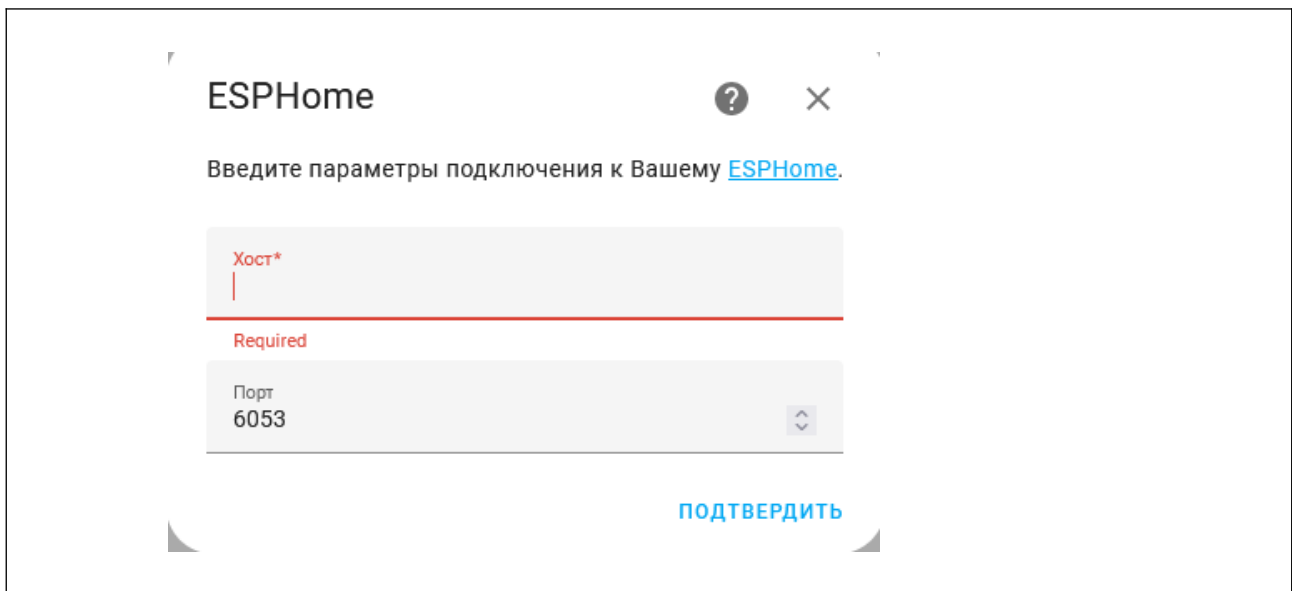 ESPHome
Введите параметры подключения к Вашему ESPHome.
Хост*
Required
Порт
6053
ПОДТВЕРДИТЬ